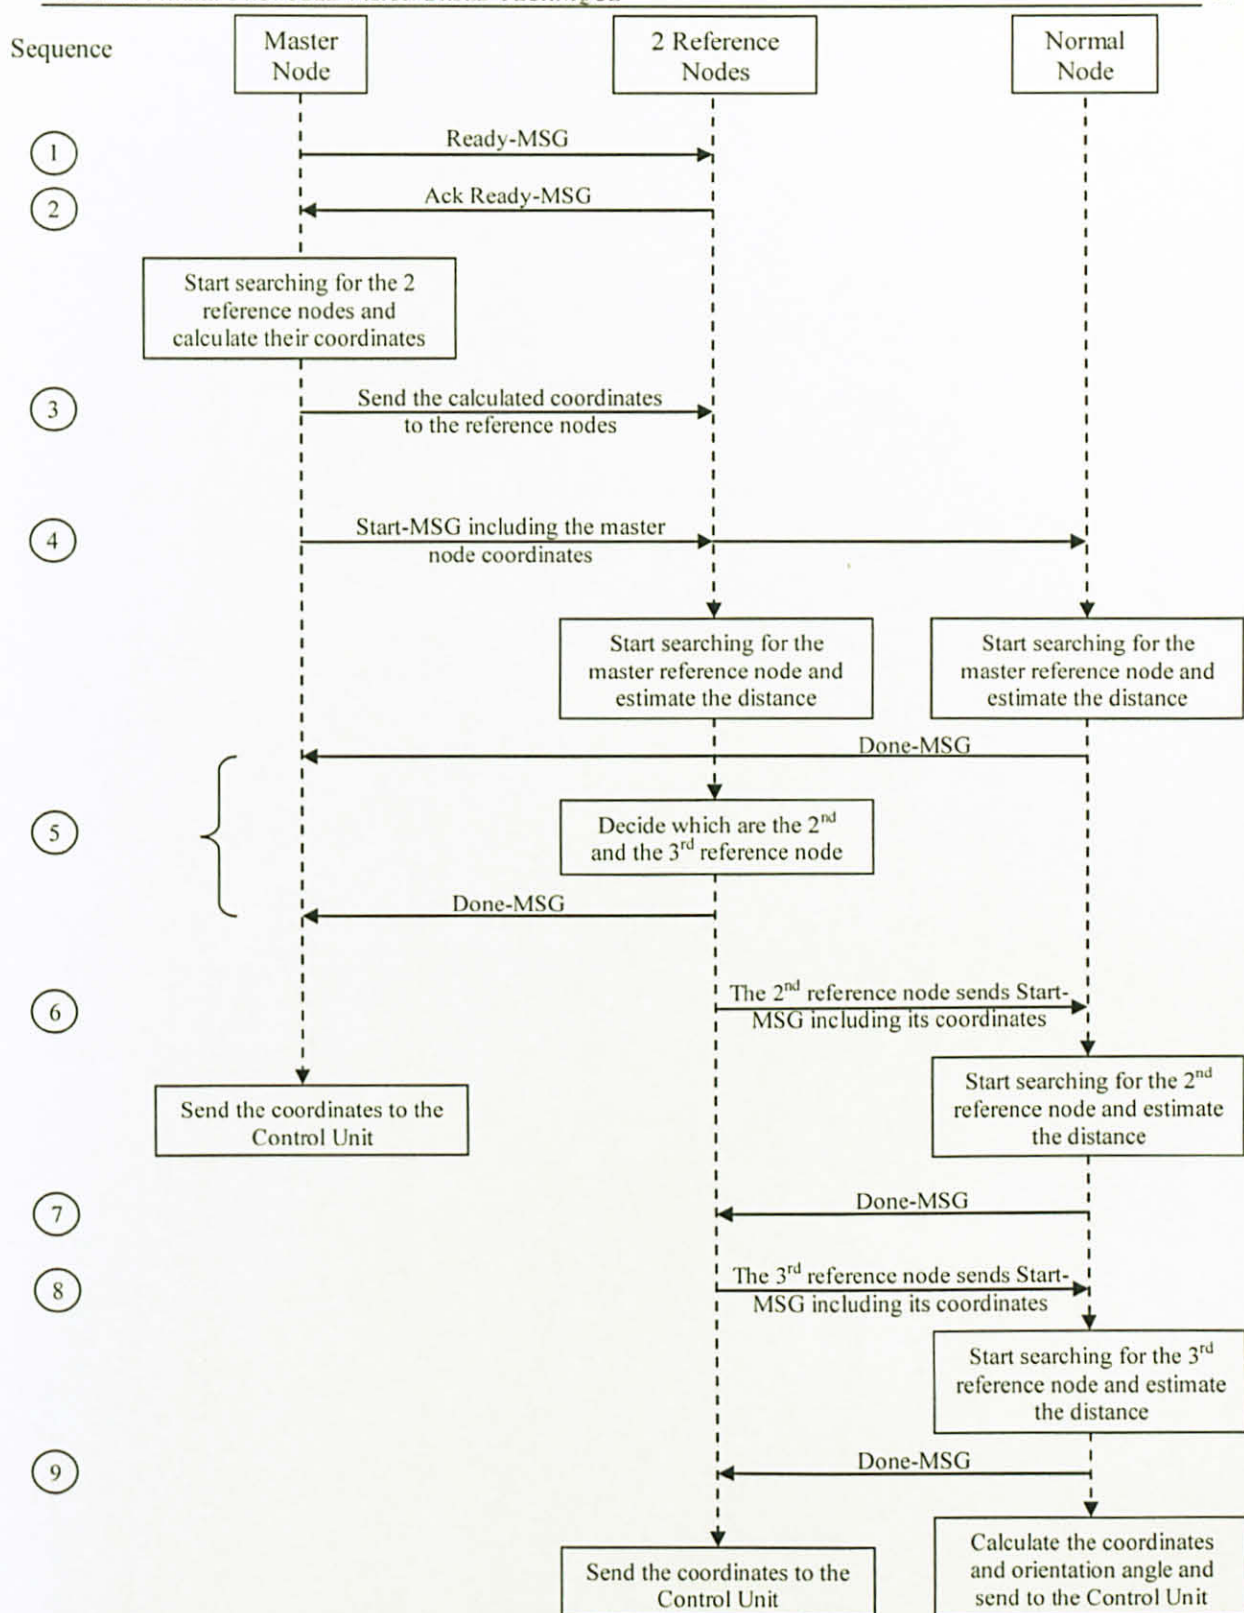 Sequence
Master
Node
2 Reference
Nodes
Normal
Node
1
Ready-MSG
2
Ack Ready-MSG
Start searching for the 2
reference nodes and
calculate their coordinates
3
Send the calculated coordinates
to the reference nodes
4
Start-MSG including the master
node coordinates
Start searching for the
master reference node and
estimate the distance
Start searching for the
master reference node and
estimate the distance
Done-MSG
5
Decide which are the 2nd
and the 3rd reference node
Done-MSG
6
The 2nd reference node sends Start-
MSG including its coordinates
Send the coordinates to the
Control Unit
Start searching for the 2nd
reference node and estimate
the distance
7
Done-MSG
8
The 3rd reference node sends Start-
MSG including its coordinates
Start searching for the 3rd
reference node and estimate
the distance
9
Done-MSG
Send the coordinates to the
Control Unit
Calculate the coordinates
and orientation angle and
send to the Control Unit